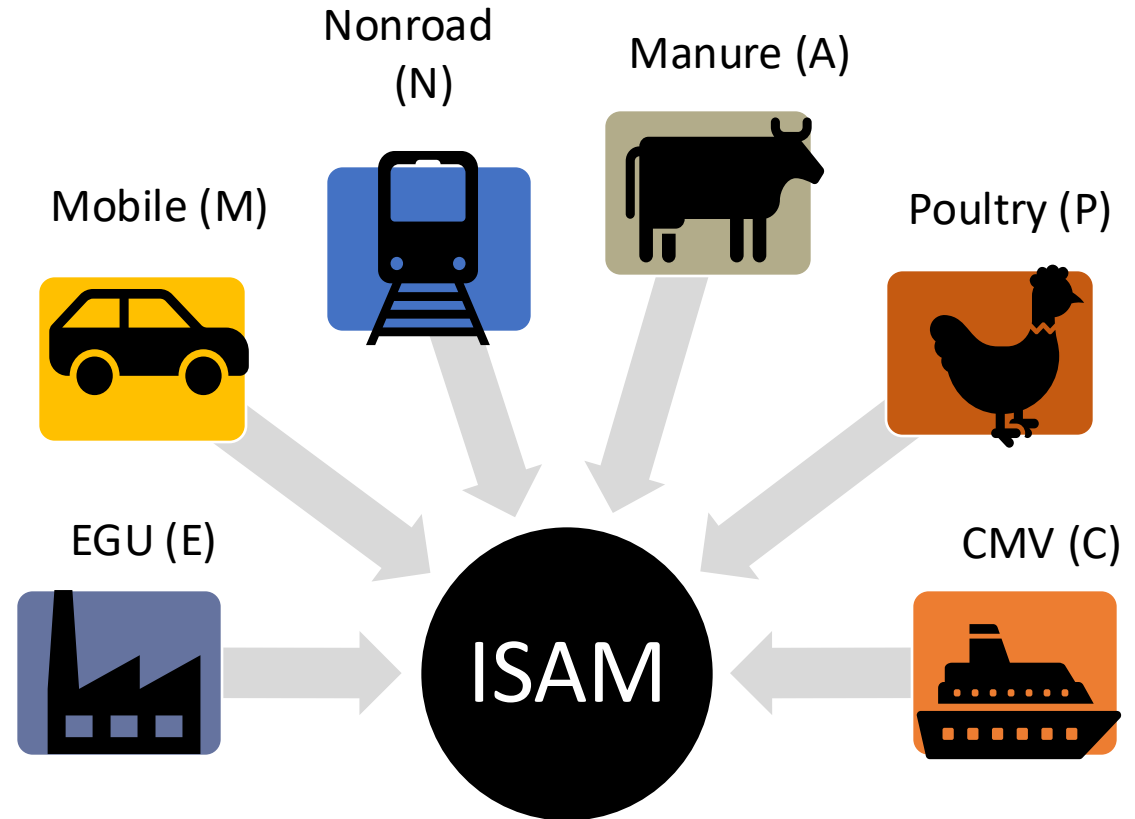 Nonroad
(N)
Manure (A)
Mobile (M)
Poultry (P)
EGU (E)
CMV (C)
ISAM